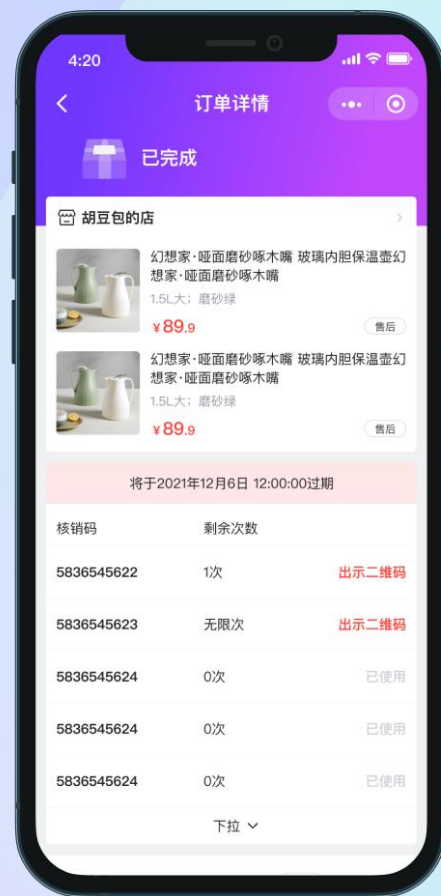 4:20
订单详情
已完成
胡豆包的店
幻想家·哑面磨砂啄木嘴 玻璃内胆保温壶幻
想家·哑面磨砂啄木嘴
1.5L大；磨砂绿
¥89.9
售后
幻想家·哑面磨砂啄木嘴 玻璃内胆保温壶幻
想家·哑面磨砂啄木嘴
1.5L大；磨砂绿
¥89.9
售后
将于2021年12月6日 12:00:00过期
核销码 剩余次数
5836545622 1次 出示二维码
5836545623 无限次 出示二维码
5836545624 0次 已使用
5836545624 0次 已使用
5836545624 0次 已使用
下拉